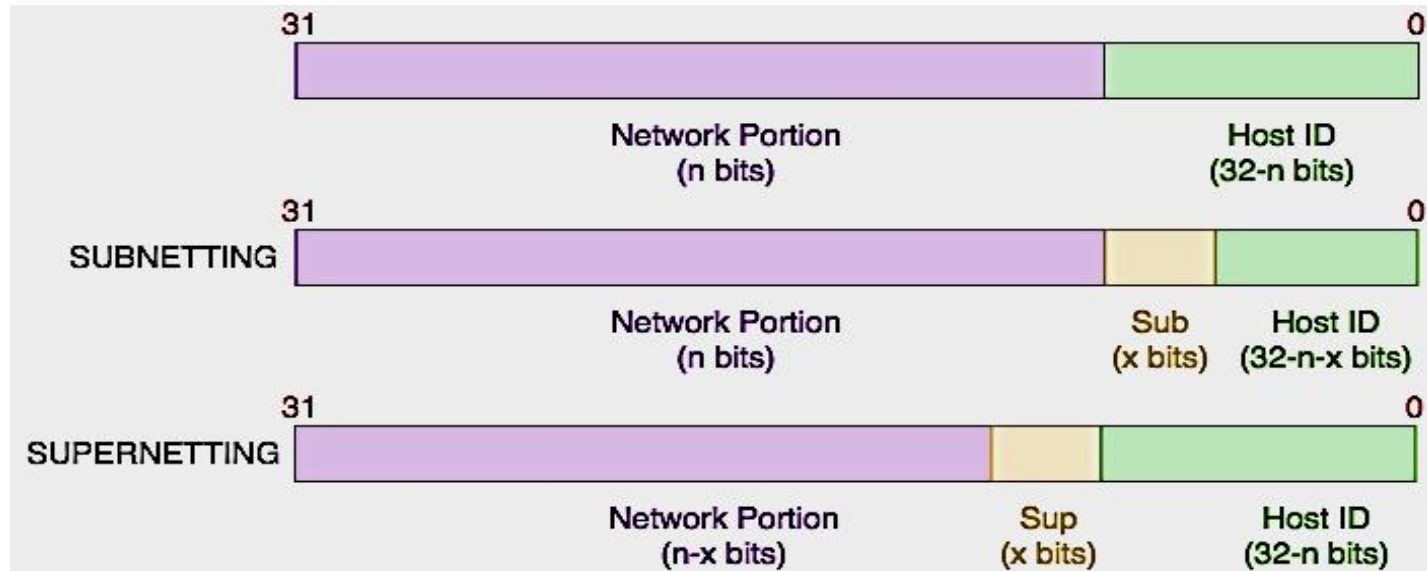 31 0
Network Portion Host ID
(n bits) (32-n bits)
31 0
SUBNETTING
Network Portion Sub Host ID
(n bits) (x bits) (32-n-x bits)
31 0
SUPERNETTING
Network Portion Sup Host ID
(n-x bits) (x bits) (32-n bits)